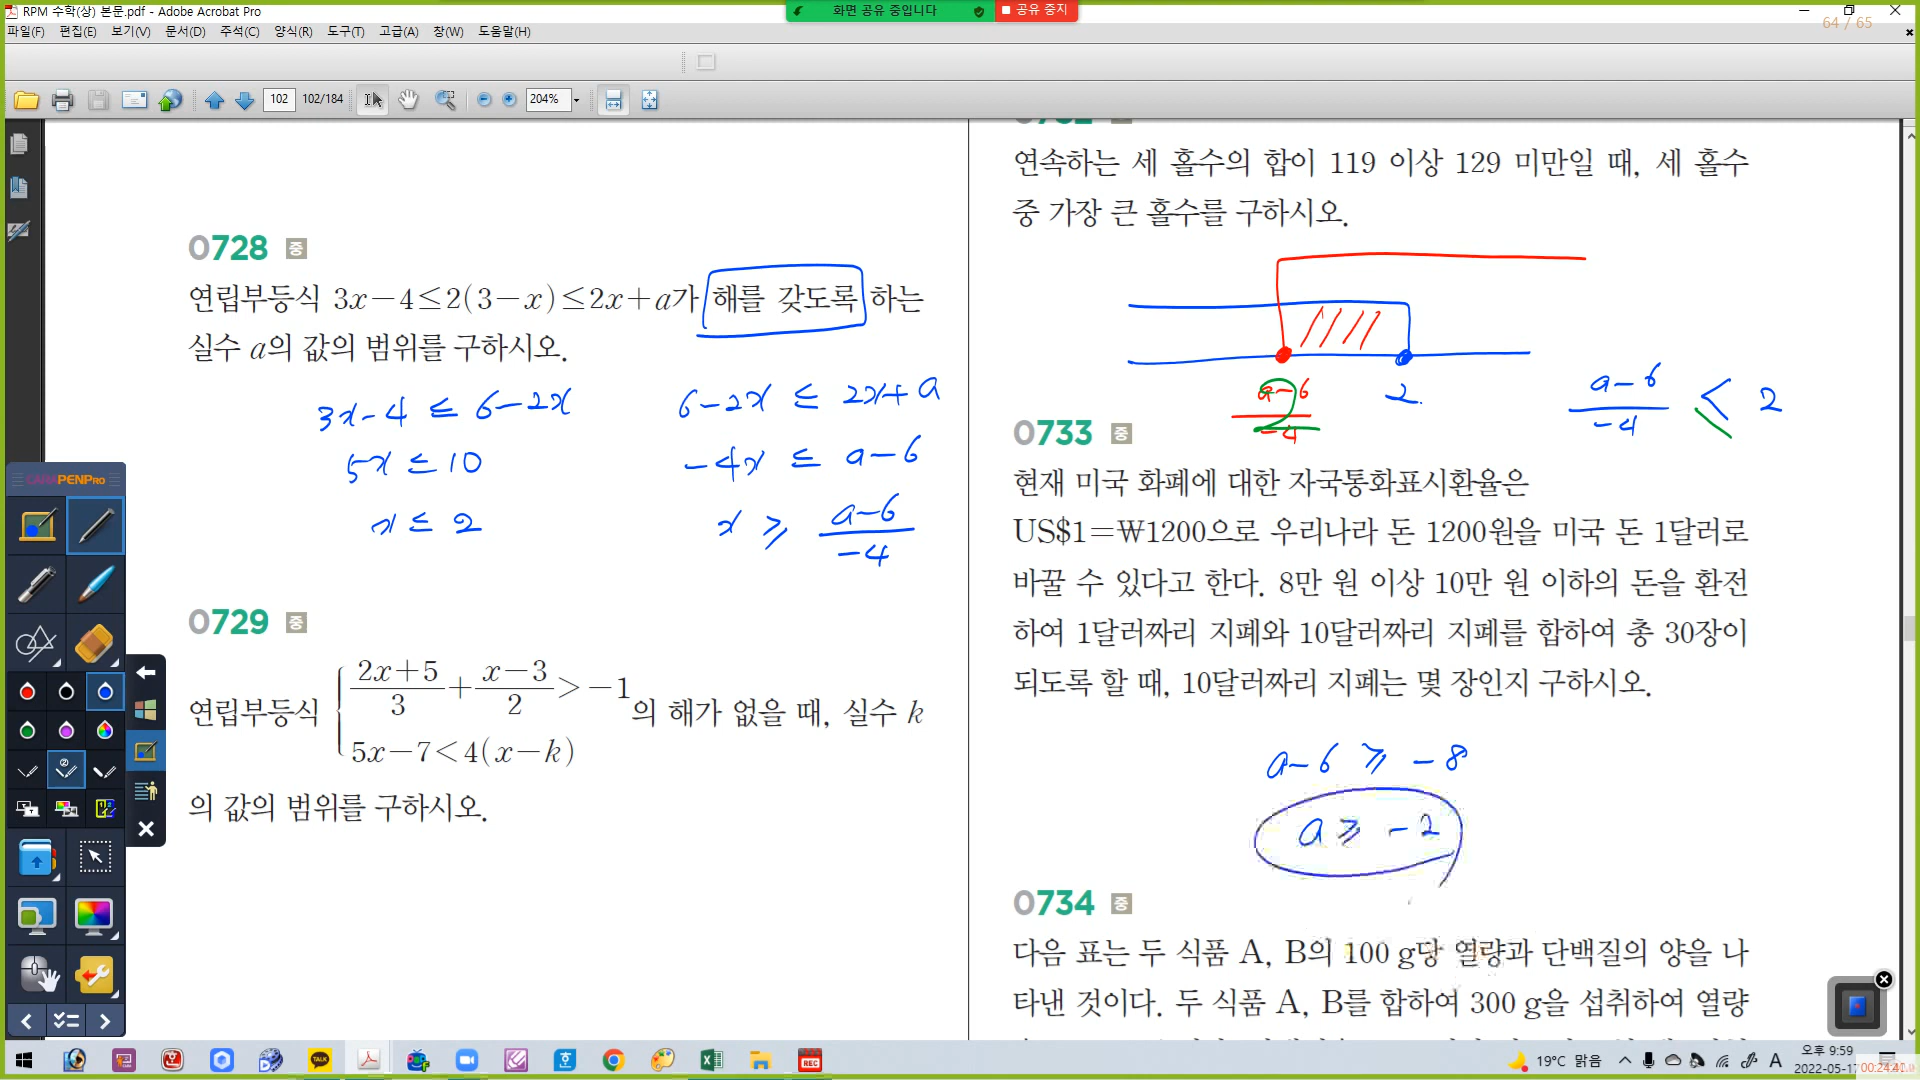 RPM 수학(상) 본문.pdf - Adobe Acrobat Pro
화면 공유 중입니다
공유 중지
64 / 65
파일(F) 편집(E) 보기(V) 문서(D) 주석(C) 양식(R) 도구(T) 고급(A) 창(W) 도움말(H)
102 102/184 204%
0728 중
연립부등식 3x-4≤2(3-x)≤2x+a가 해를 갖도록 하는
실수 a의 값의 범위를 구하시오.
3x-4 ≤ 6-2x
5x ≤ 10
x ≤ 2
6-2x ≤ 2x+a
-4x ≤ a-6
x ≥ (a-6)/(-4)
0729 중
연립부등식 { (2x+5)/3 + (x-3)/2 > -1
5x-7<4(x-k)
의 해가 없을 때, 실수 k
의 값의 범위를 구하시오.
연속하는 세 홀수의 합이 119 이상 129 미만일 때, 세 홀수
중 가장 큰 홀수를 구하시오.
(a-6)/(-4) 2
(a-6)/(-4) < 2
0733 중
현재 미국 화폐에 대한 자국통화표시환율은
US$1=₩1200으로 우리나라 돈 1200원을 미국 돈 1달러로
바꿀 수 있다고 한다. 8만 원 이상 10만 원 이하의 돈을 환전
하여 1달러짜리 지폐와 10달러짜리 지폐를 합하여 총 30장이
되도록 할 때, 10달러짜리 지폐는 몇 장인지 구하시오.
a-6 ≥ -8
a ≥ -2
0734 중
다음 표는 두 식품 A, B의 100 g당 열량과 단백질의 양을 나
타낸 것이다. 두 식품 A, B를 합하여 300 g을 섭취하여 열량
CARAPENPRO
TALK
REC
19°C 맑음
A
오후 9:59
2022-05-17